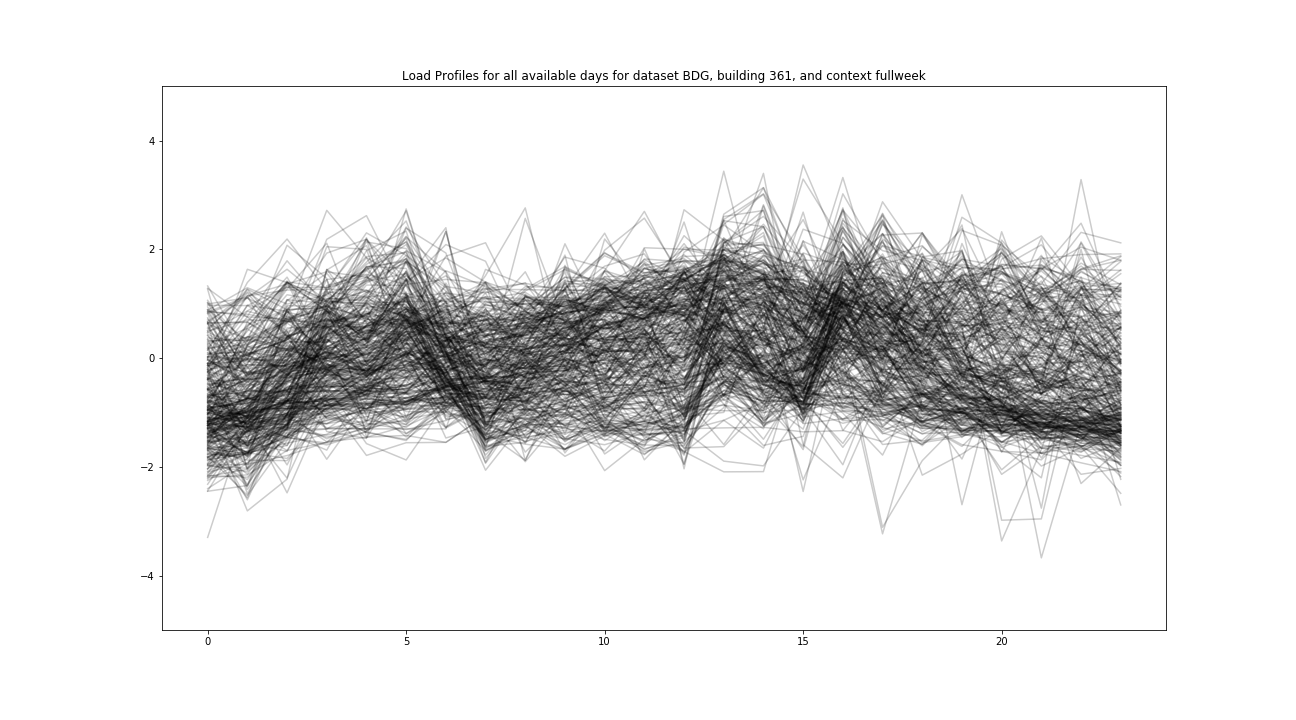 Load Profiles for all available days for dataset BDG, building 361, and context fullweek
4
2
0
−2
−4
0 5 10 15 20